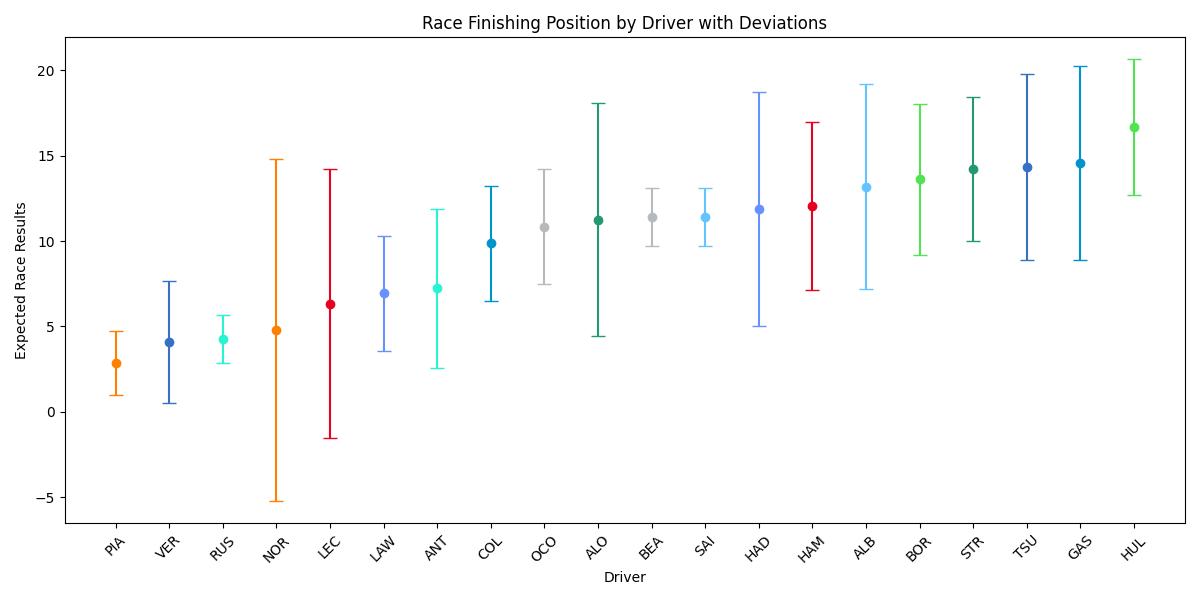 Race Finishing Position by Driver with Deviations
Expected Race Results
20
15
10
5
0
−5
PIA
VER
RUS
NOR
LEC
LAW
ANT
COL
OCO
ALO
BEA
SAI
HAD
HAM
ALB
BOR
STR
TSU
GAS
HUL
Driver